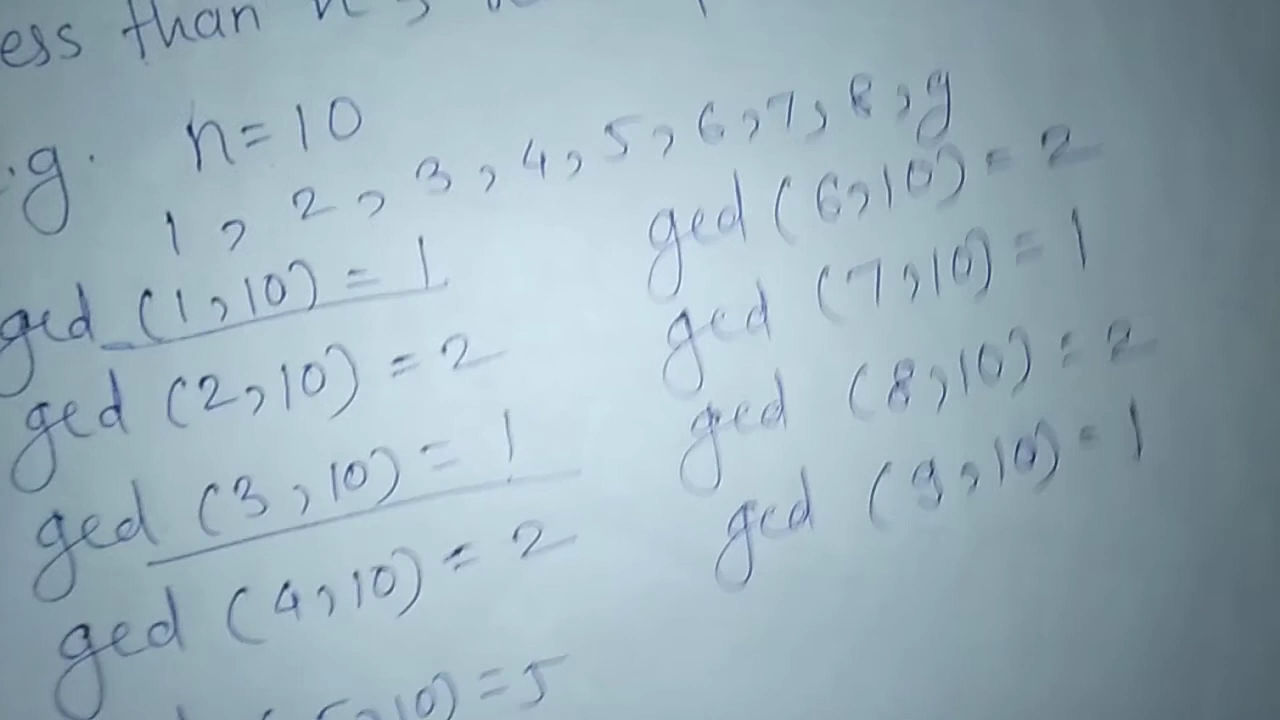 ess than n
.g. n=10
1, 2, 3, 4, 5, 6, 7, 8, 9
gcd (1,10) = 1
gcd (2,10) = 2
gcd (3,10) = 1
gcd (4,10) = 2
(5,10) = 5
gcd (6,10) = 2
gcd (7,10) = 1
gcd (8,10) = 2
gcd (9,10) = 1